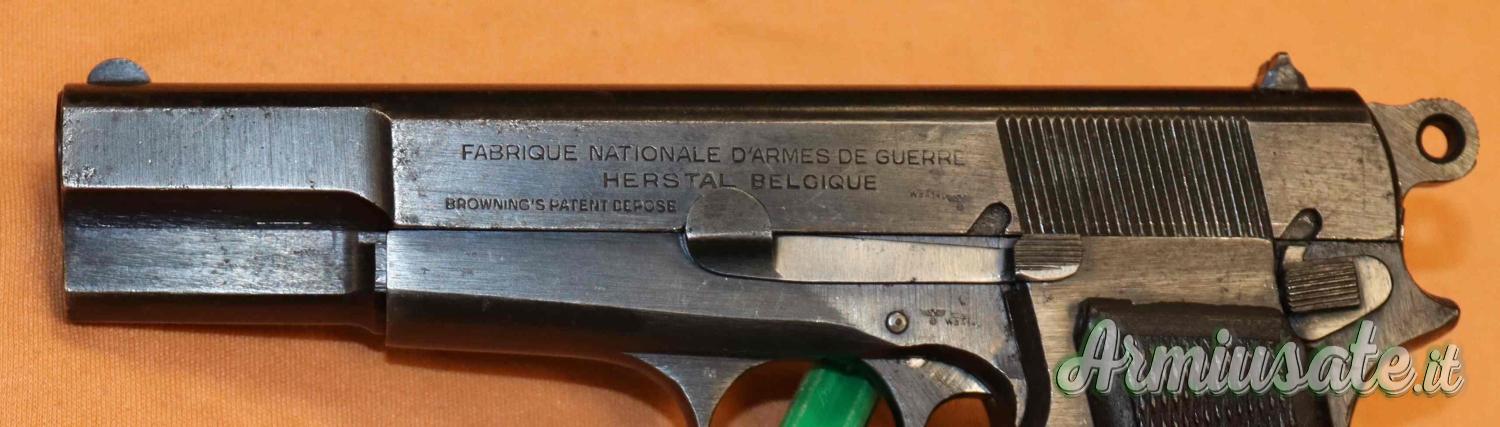 FABRIQUE NATIONALE D'ARMES DE GUERRE
HERSTAL BELGIQUE
BROWNING'S PATENT DEPOSE
Armiusate.it